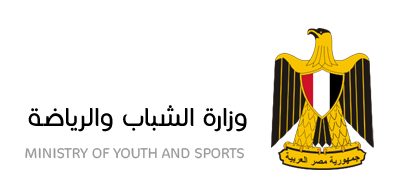 وزارة الشباب والرياضة
MINISTRY OF YOUTH AND SPORTS
جمهورية مصر العربية